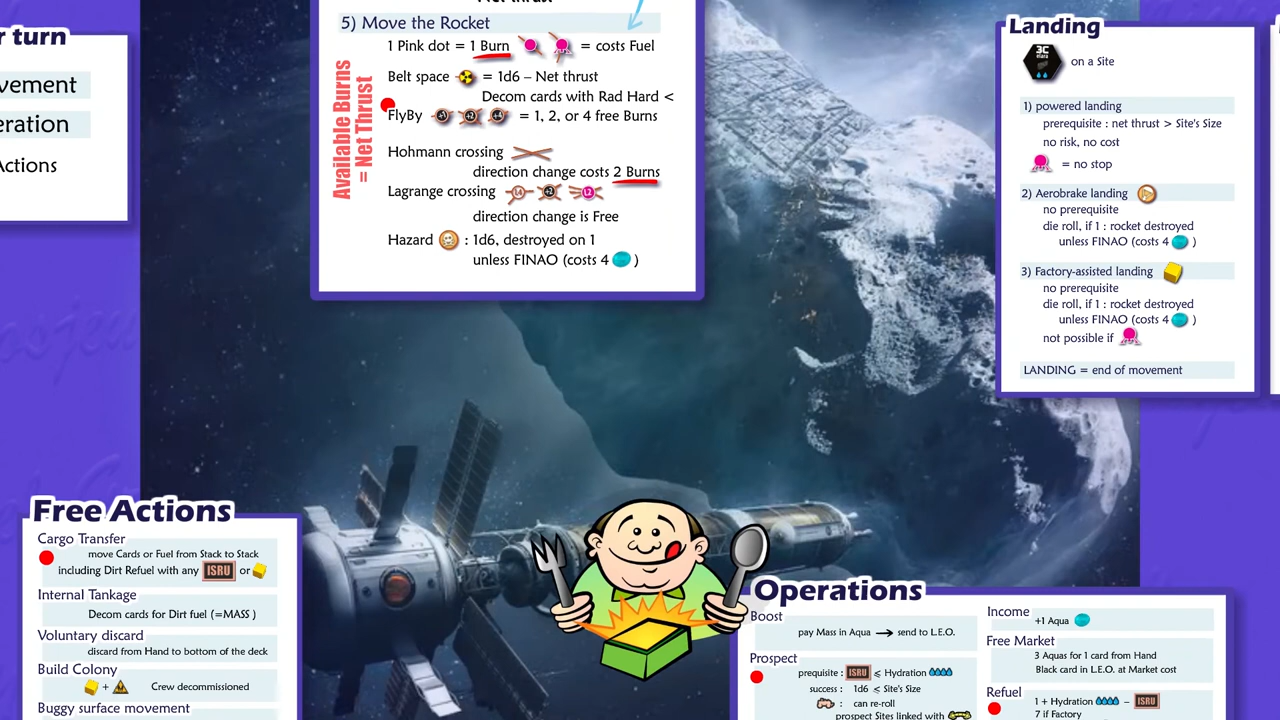 r turn
vement
eration
Actions
5) Move the Rocket
1 Pink dot = 1 Burn = costs Fuel
Belt space = 1d6 – Net thrust
Decom cards with Rad Hard <
FlyBy = 1, 2, or 4 free Burns
Hohmann crossing
direction change costs 2 Burns
Lagrange crossing
direction change is Free
Hazard : 1d6, destroyed on 1
unless FINAO (costs 4 )
Available Burns
= Net Thrust
Landing
on a Site
1) powered landing
prerequisite : net thrust > Site's Size
no risk, no cost
= no stop
2) Aerobrake landing
no prerequisite
die roll, if 1 : rocket destroyed
unless FINAO (costs 4 )
3) Factory-assisted landing
no prerequisite
die roll, if 1 : rocket destroyed
unless FINAO (costs 4 )
not possible if
LANDING = end of movement
Free Actions
Cargo Transfer
move Cards or Fuel from Stack to Stack
including Dirt Refuel with any ISRU or
Internal Tankage
Decom cards for Dirt fuel (=MASS )
Voluntary discard
discard from Hand to bottom of the deck
Build Colony
+ Crew decommissioned
Buggy surface movement
Operations
Boost
pay Mass in Aqua → send to L.E.O.
Prospect
prequisite : ISRU ⩽ Hydration
success : 1d6 ⩽ Site's Size
: can re-roll
prospect Sites linked with
Income
+1 Aqua
Free Market
3 Aquas for 1 card from Hand
Black card in L.E.O. at Market cost
Refuel
1 + Hydration – ISRU
7 if Factory